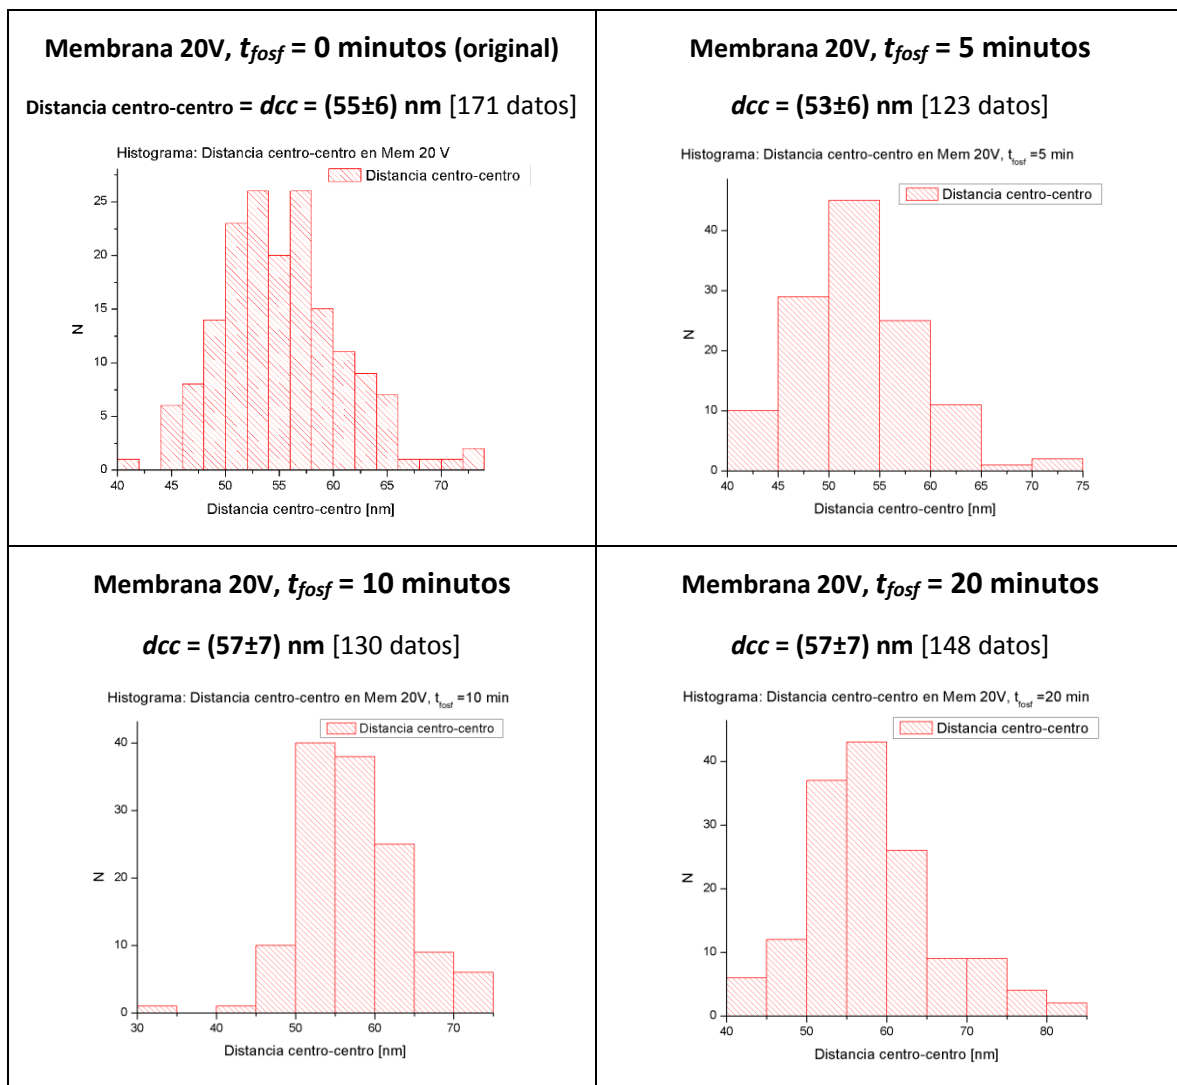 Membrana 20V, tfosf = 0 minutos (original)
Distancia centro-centro = dcc = (55±6) nm [171 datos]
Histograma: Distancia centro-centro en Mem 20 V
Distancia centro-centro
25
20
15
10
5
0
N
40 45 50 55 60 65 70
Distancia centro-centro [nm]
Membrana 20V, tfosf = 5 minutos
dcc = (53±6) nm [123 datos]
Histograma: Distancia centro-centro en Mem 20V, tfosf =5 min
Distancia centro-centro
40
30
20
10
0
N
40 45 50 55 60 65 70 75
Distancia centro-centro [nm]
Membrana 20V, tfosf = 10 minutos
dcc = (57±7) nm [130 datos]
Histograma: Distancia centro-centro en Mem 20V, tfosf =10 min
Distancia centro-centro
40
30
20
10
0
N
30 40 50 60 70
Distancia centro-centro [nm]
Membrana 20V, tfosf = 20 minutos
dcc = (57±7) nm [148 datos]
Histograma: Distancia centro-centro en Mem 20V, tfosf =20 min
Distancia centro-centro
40
30
20
10
0
N
40 50 60 70 80
Distancia centro-centro [nm]